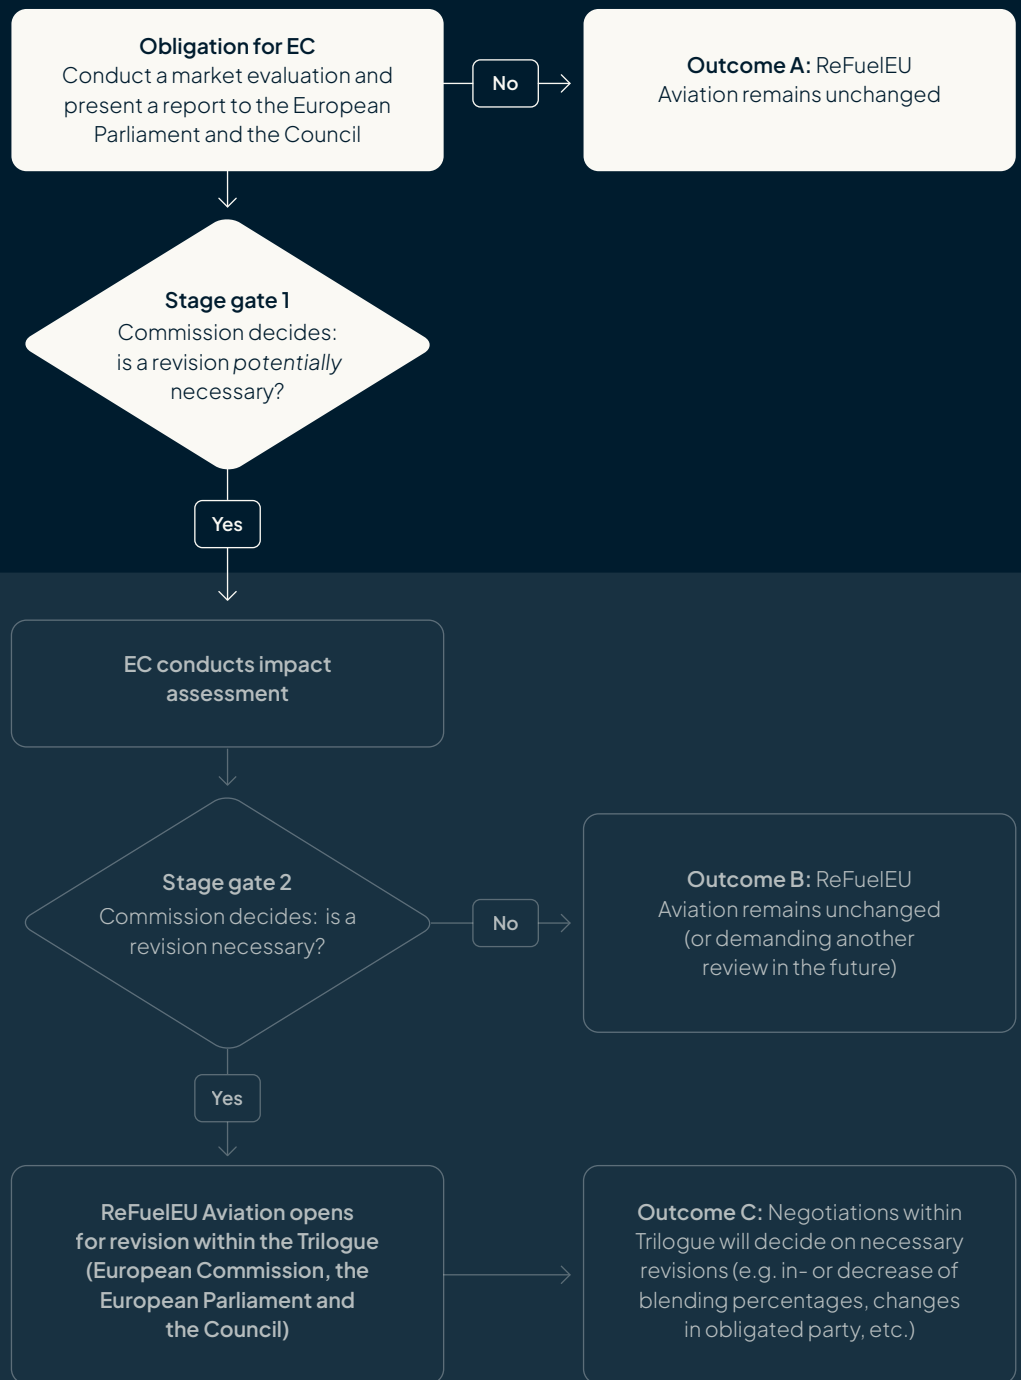 Obligation for EC
Conduct a market evaluation and
present a report to the European
Parliament and the Council
No
Outcome A: ReFuelEU
Aviation remains unchanged
Stage gate 1
Commission decides:
is a revision potentially
necessary?
Yes
EC conducts impact
assessment
Stage gate 2
Commission decides: is a
revision necessary?
No
Outcome B: ReFuelEU
Aviation remains unchanged
(or demanding another
review in the future)
Yes
ReFuelEU Aviation opens
for revision within the Trilogue
(European Commission, the
European Parliament and
the Council)
Outcome C: Negotiations within
Trilogue will decide on necessary
revisions (e.g. in- or decrease of
blending percentages, changes
in obligated party, etc.)